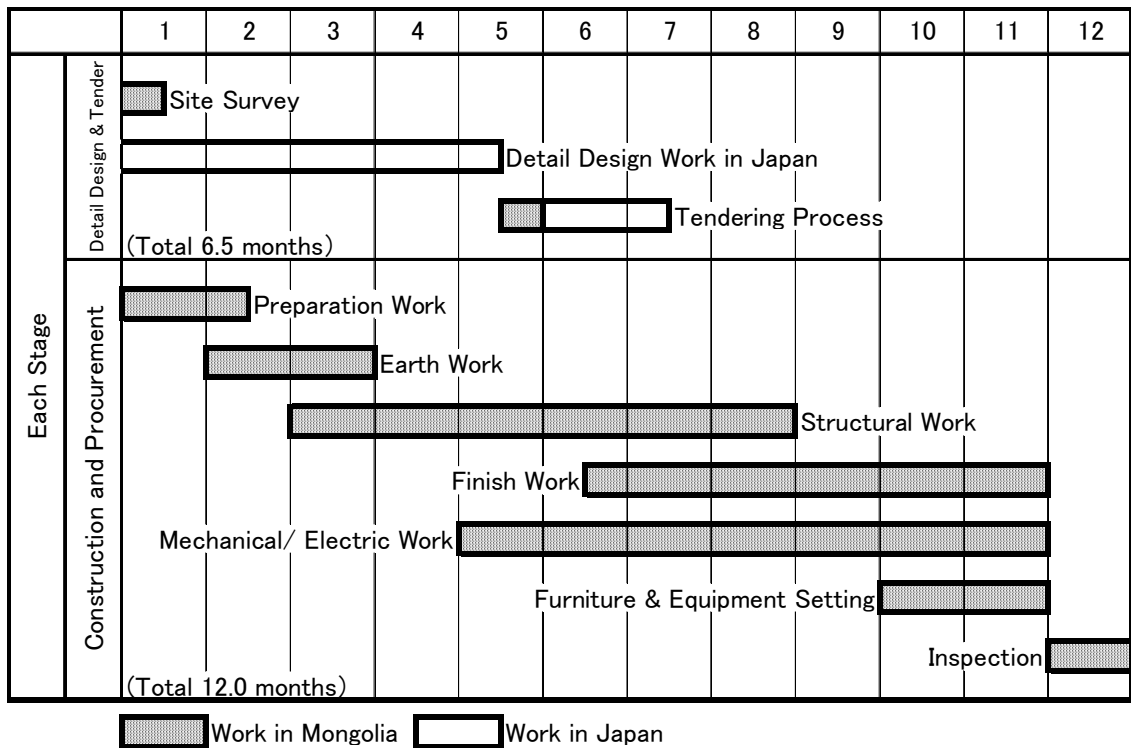 1 2 3 4 5 6 7 8 9 10 11 12
Each Stage
Detail Design & Tender
Site Survey
Detail Design Work in Japan
Tendering Process
(Total 6.5 months)
Construction and Procurement
Preparation Work
Earth Work
Structural Work
Finish Work
Mechanical/ Electric Work
Furniture & Equipment Setting
Inspection
(Total 12.0 months)
Work in Mongolia Work in Japan